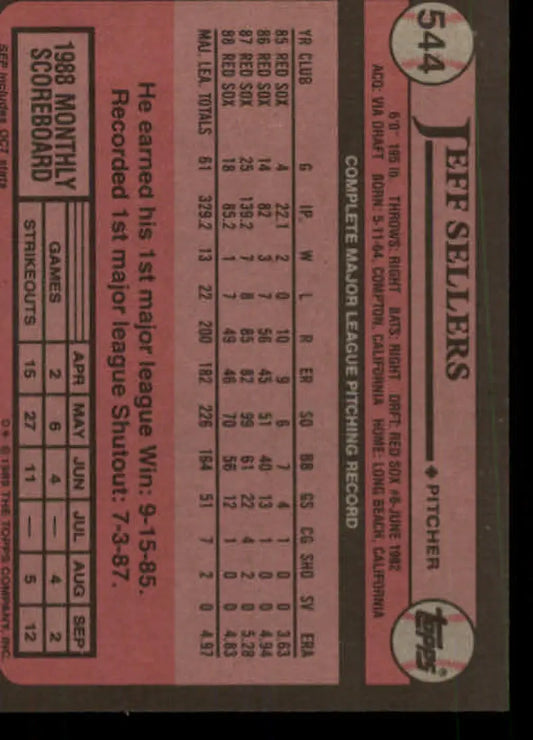 544
JEFF SELLERS ♦ PITCHER
topps®
6'0" 195 lb. THROWS: RIGHT BATS: RIGHT DRFT: RED SOX #8-JUNE 1982
ACQ: VIA DRAFT BORN: 5-11-64, COMPTON, CALIFORNIA HOME: LONG BEACH, CALIFORNIA
COMPLETE MAJOR LEAGUE PITCHING RECORD
YR CLUB G IP W L R ER SO BB GS CG SHO SV ERA
85 RED SOX 4 22.1 2 0 10 9 6 7 4 1 0 0 3.63
86 RED SOX 14 82 3 7 56 45 51 40 13 1 0 0 4.94
87 RED SOX 25 139.2 7 8 85 82 99 61 22 4 2 0 5.28
88 RED SOX 18 85.2 1 7 49 46 70 56 12 1 0 0 4.83
MAJ. LEA. TOTALS 61 329.2 13 22 200 182 226 164 51 7 2 0 4.97
He earned his 1st major league Win: 9-15-85.
Recorded 1st major league Shutout: 7-3-87.
1988 MONTHLY SCOREBOARD
APR MAY JUN JUL AUG SEP
GAMES 2 6 4 — 4 2
STRIKEOUTS 15 27 11 — 5 12
SEP includes OCT stats
© 1989 THE TOPPS COMPANY, INC.